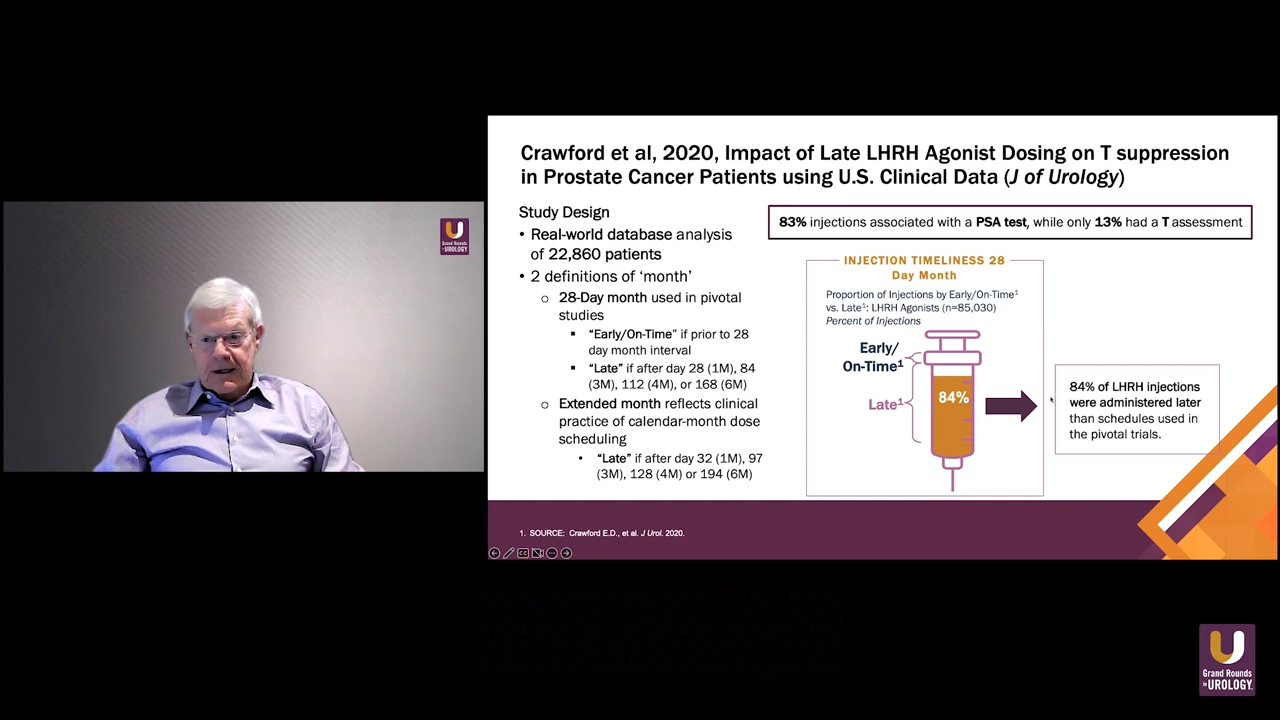 U
Grand Rounds
in UROLOGY
Crawford et al, 2020, Impact of Late LHRH Agonist Dosing on T suppression
in Prostate Cancer Patients using U.S. Clinical Data (J of Urology)
Study Design
• Real-world database analysis
of 22,860 patients
• 2 definitions of ‘month’
o 28-Day month used in pivotal
studies
▪ “Early/On-Time” if prior to 28
day month interval
▪ “Late” if after day 28 (1M), 84
(3M), 112 (4M), or 168 (6M)
o Extended month reflects clinical
practice of calendar-month dose
scheduling
• “Late” if after day 32 (1M), 97
(3M), 128 (4M) or 194 (6M)
83% injections associated with a PSA test, while only 13% had a T assessment
INJECTION TIMELINESS 28
Day Month
Proportion of Injections by Early/On-Time¹
vs. Late¹: LHRH Agonists (n=85,030)
Percent of Injections
Early/
On-Time¹
Late¹
84%
84% of LHRH injections
were administered later
than schedules used in
the pivotal trials.
1. SOURCE: Crawford E.D., et al. J Urol. 2020.
CC
U
Grand Rounds
in UROLOGY